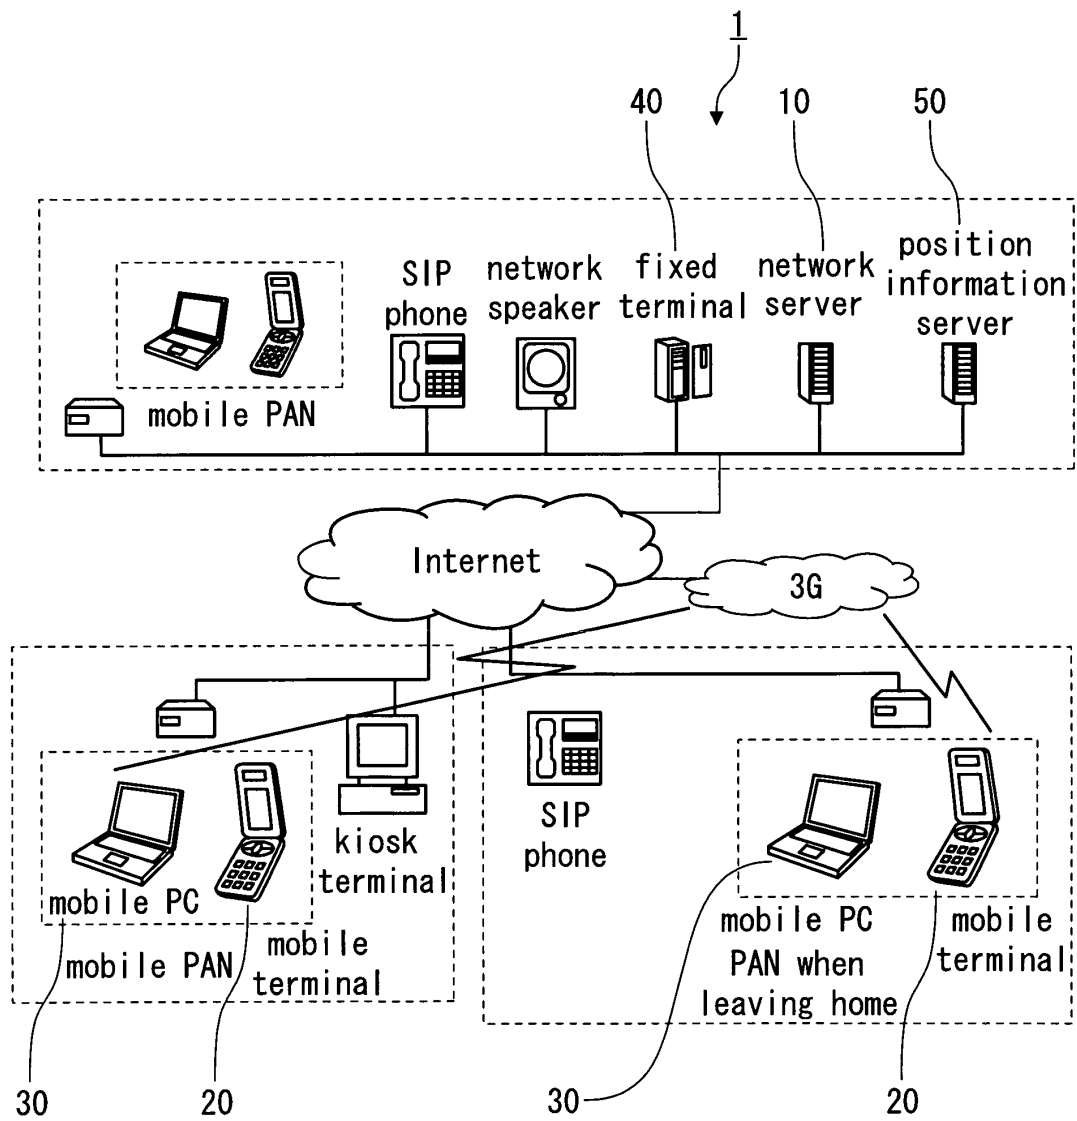 1
40
10
50
SIP
phone
network
speaker
fixed
terminal
network
server
position
information
server
mobile PAN
Internet
3G
kiosk
terminal
mobile PC
mobile PAN
mobile
terminal
SIP
phone
mobile PC
PAN when
leaving home
mobile
terminal
30
20
30
20